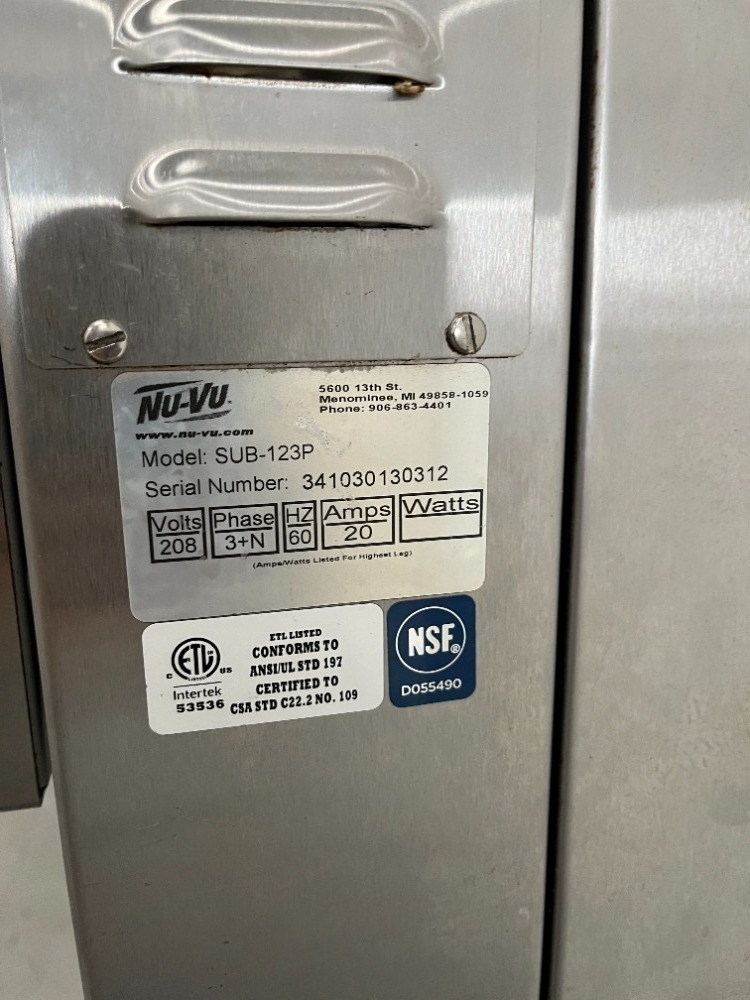 NU-VU
www.nu-vu.com
5600 13th St.
Menominee, MI 49858-1059
Phone: 906-863-4401
Model: SUB-123P
Serial Number: 341030130312
Volts Phase HZ Amps Watts
208 3+N 60 20
(Amps/Watts Listed For Highest Leg)
ETL LISTED
CONFORMS TO
ANSI/UL STD 197
CERTIFIED TO
CSA STD C22.2 NO. 109
C ETL US
LISTED
Intertek
53536
NSF®
D055490